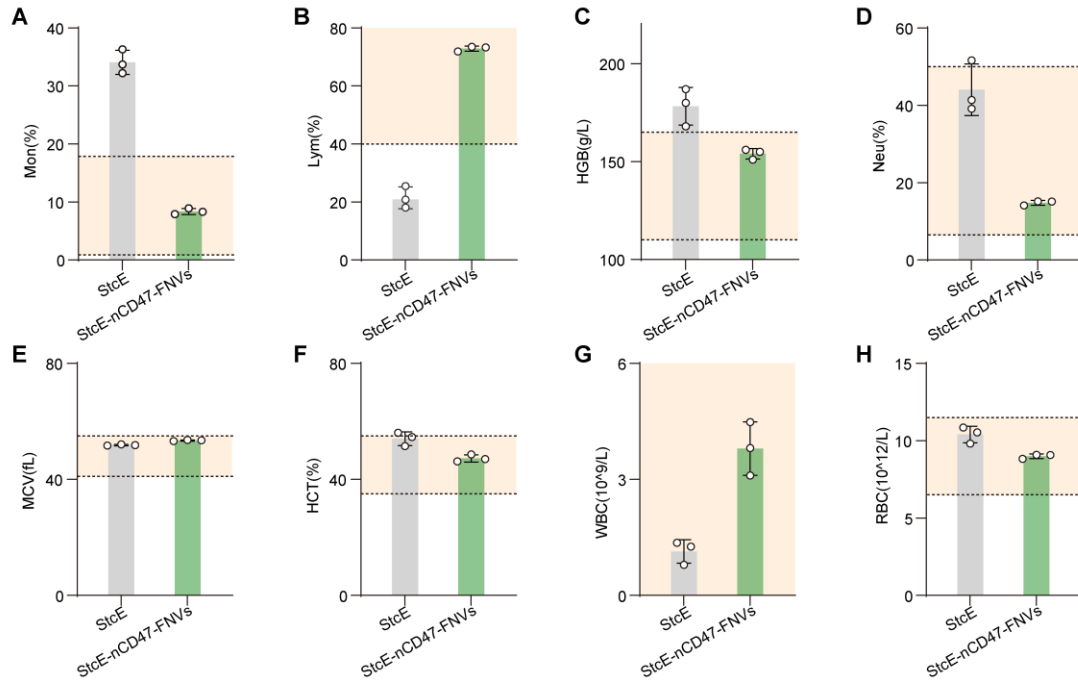 A
Mon(%)
40
30
20
10
0
StcE
StcE-nCD47-FNVs
B
Lym(%)
80
60
40
20
0
StcE
StcE-nCD47-FNVs
C
HGB(g/L)
200
150
100
StcE
StcE-nCD47-FNVs
D
Neu(%)
60
40
20
0
StcE
StcE-nCD47-FNVs
E
MCV(fL)
80
40
0
StcE
StcE-nCD47-FNVs
F
HCT(%)
80
40
0
StcE
StcE-nCD47-FNVs
G
WBC(10^9/L)
6
3
0
StcE
StcE-nCD47-FNVs
H
RBC(10^12/L)
15
10
5
0
StcE
StcE-nCD47-FNVs